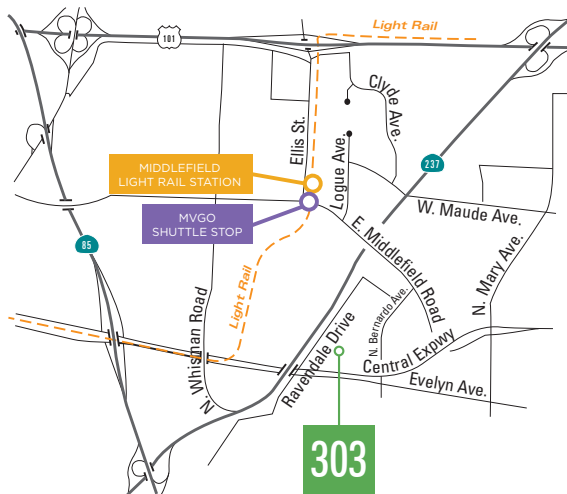 Light Rail
101
Clyde Ave.
Ellis St.
Logue Ave.
MIDDLEFIELD
LIGHT RAIL STATION
237
MVGO
SHUTTLE STOP
W. Maude Ave.
85
E. Middlefield Road
N. Mary Ave.
Light Rail
N. Whisman Road
Ravendale Drive
N. Bernardo Ave.
Central Expwy
Evelyn Ave.
303